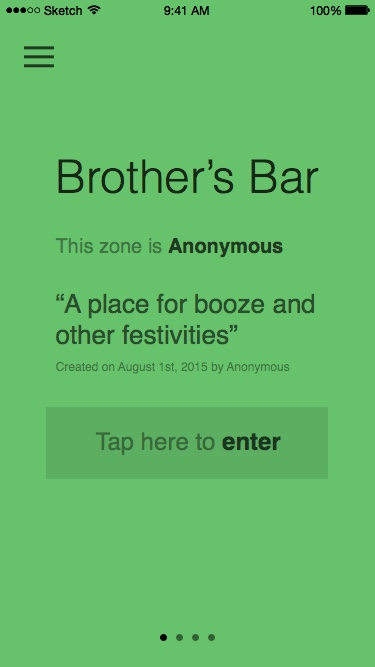 Sketch 9:41 AM 100%
Brother’s Bar
This zone is Anonymous
“A place for booze and
other festivities”
Created on August 1st, 2015 by Anonymous
Tap here to enter